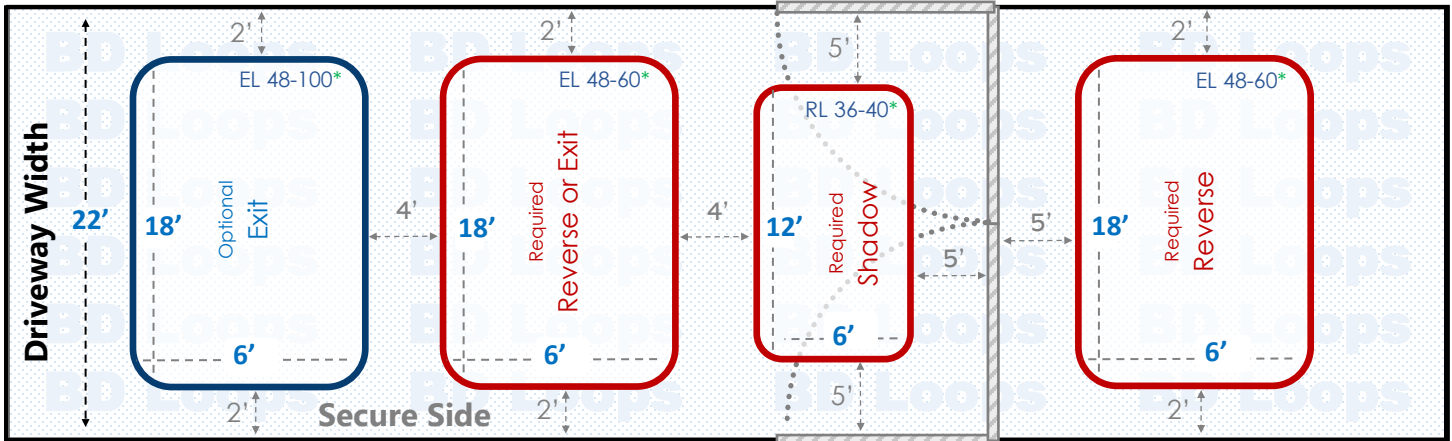 Driveway Width
22’
2’
EL 48-100*
18’
Optional
Exit
6’
2’
4’
2’
EL 48-60*
18’
Required
Reverse or Exit
6’
2’
Secure Side
4’
5’
RL 36-40*
12’
Required
Shadow
6’
5’
5’
5’
2’
EL 48-60*
18’
Required
Reverse
6’
2’
BD Loops